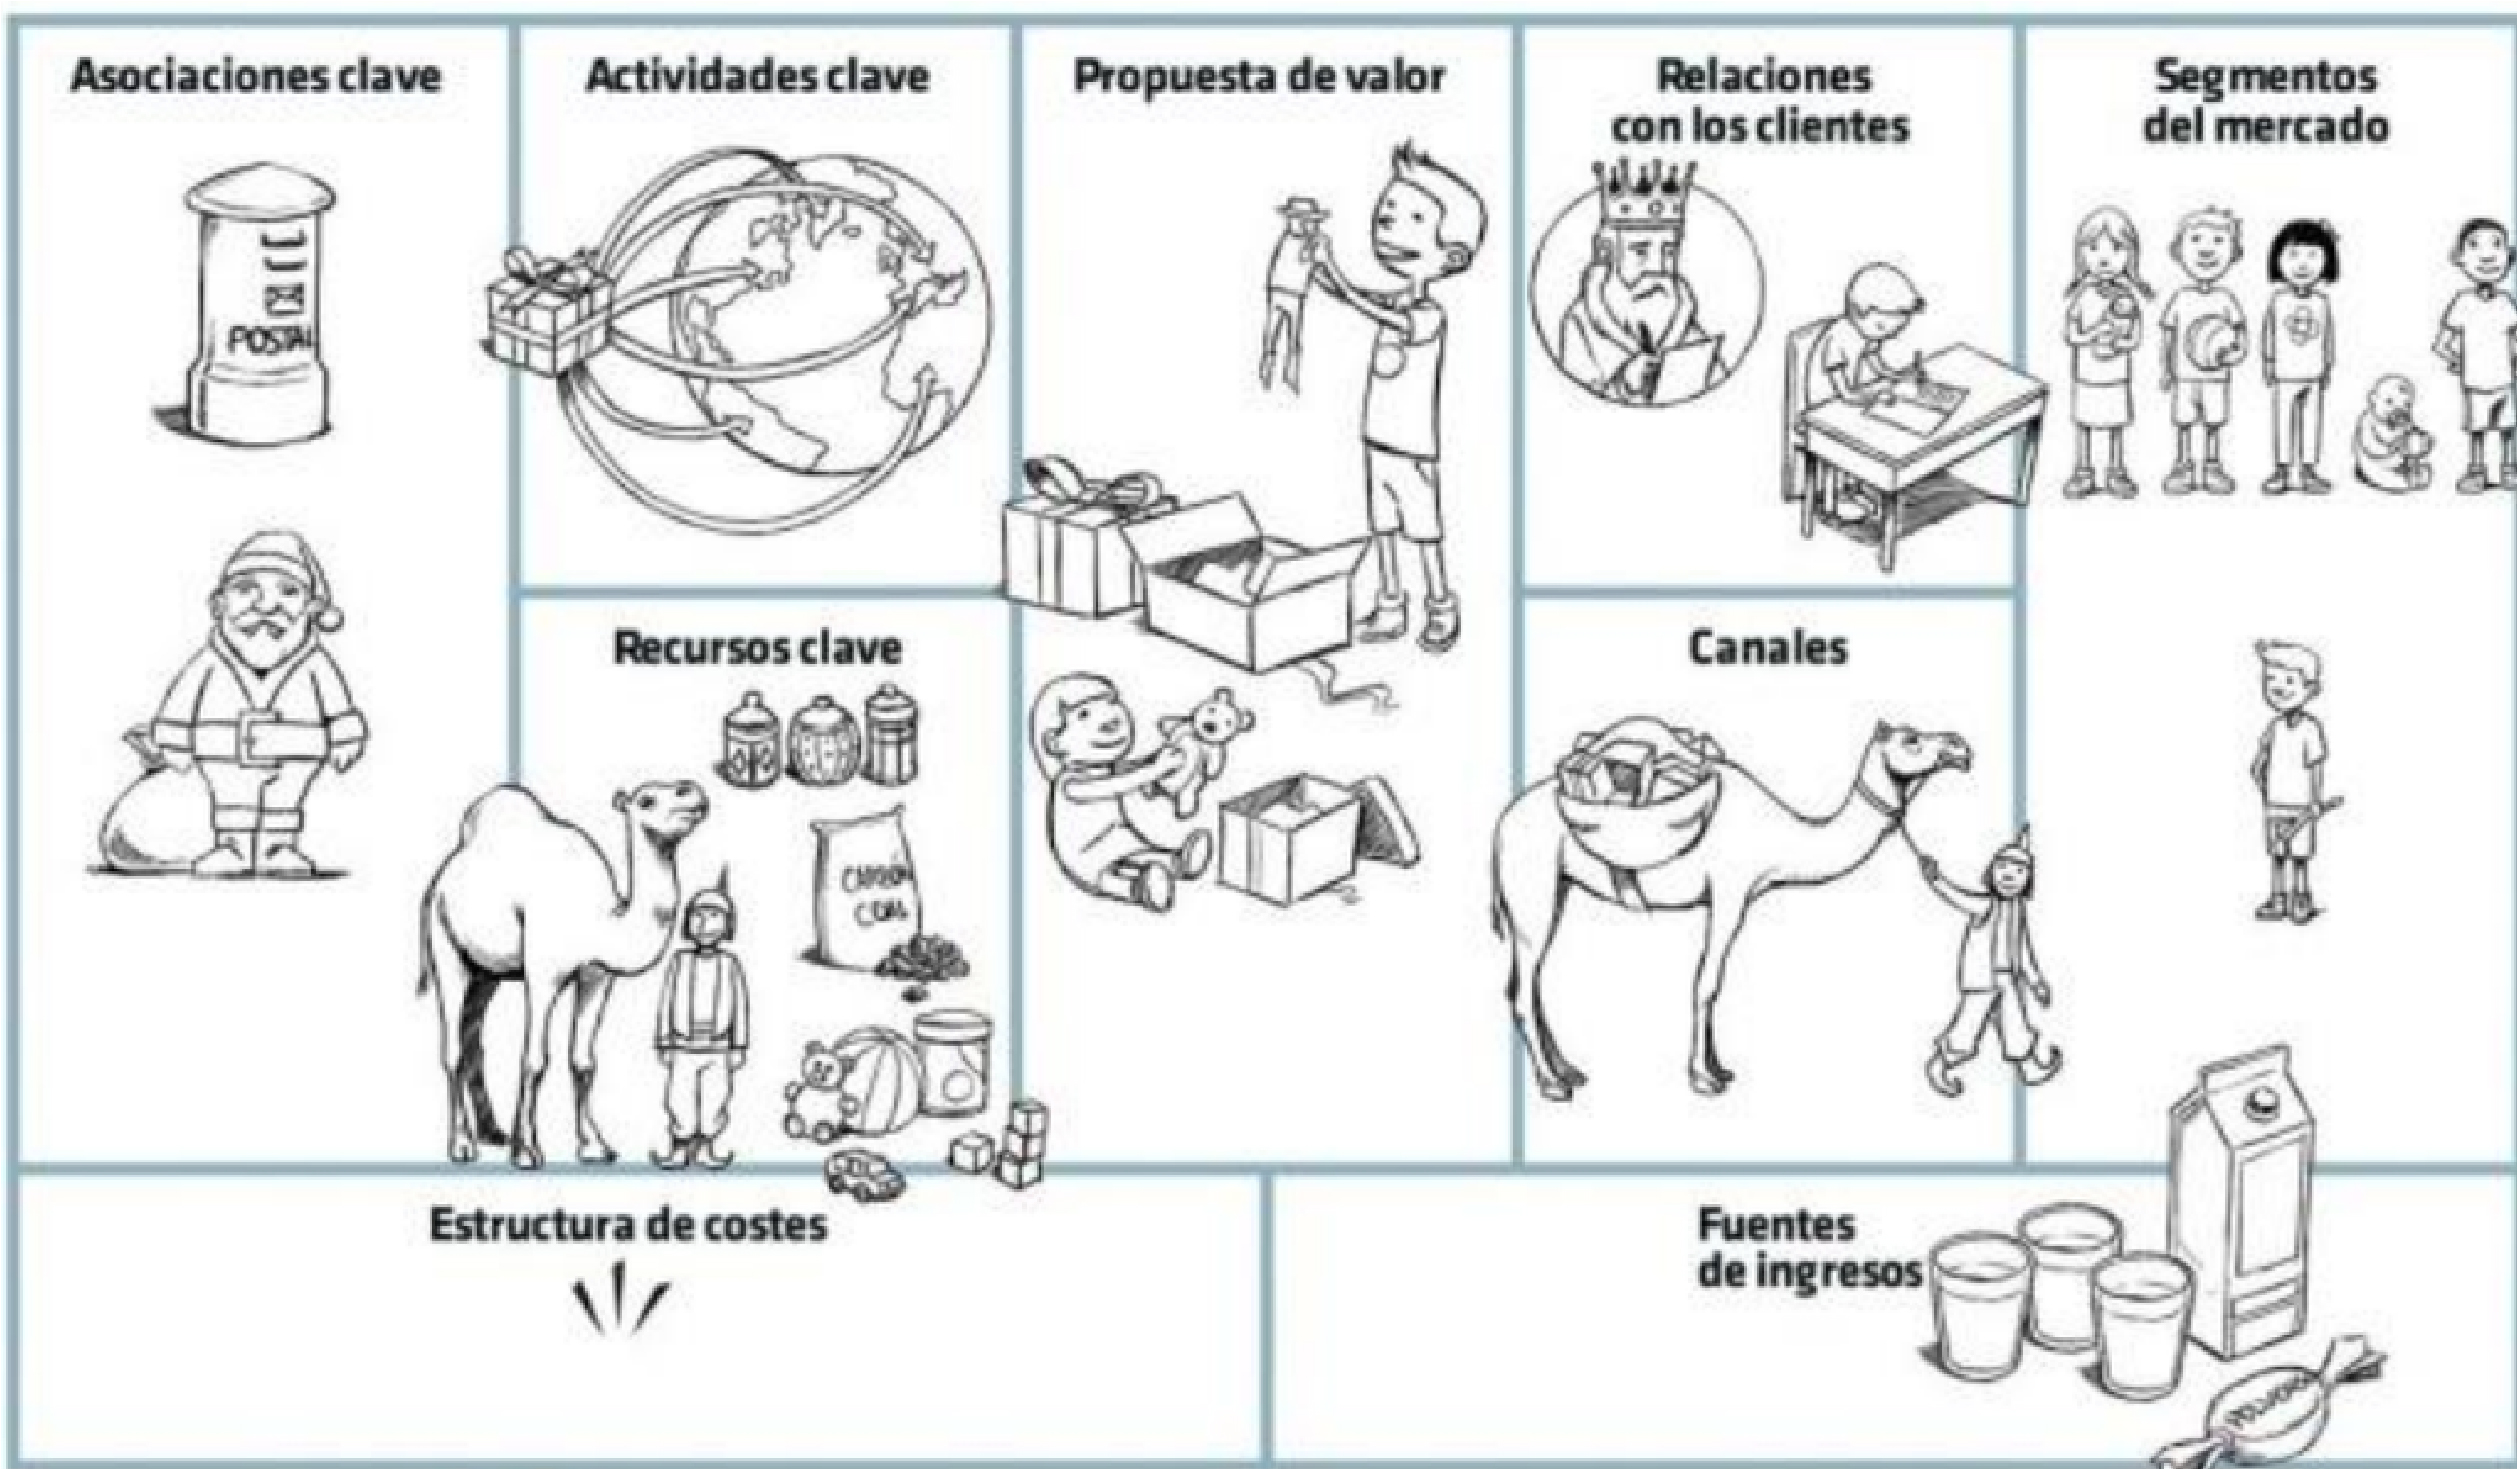 Asociaciones clave
POSTAL
Actividades clave
Recursos clave
CARBÓN
COAL
Propuesta de valor
Relaciones
con los clientes
Canales
Segmentos
del mercado
Estructura de costes
Fuentes
de ingresos